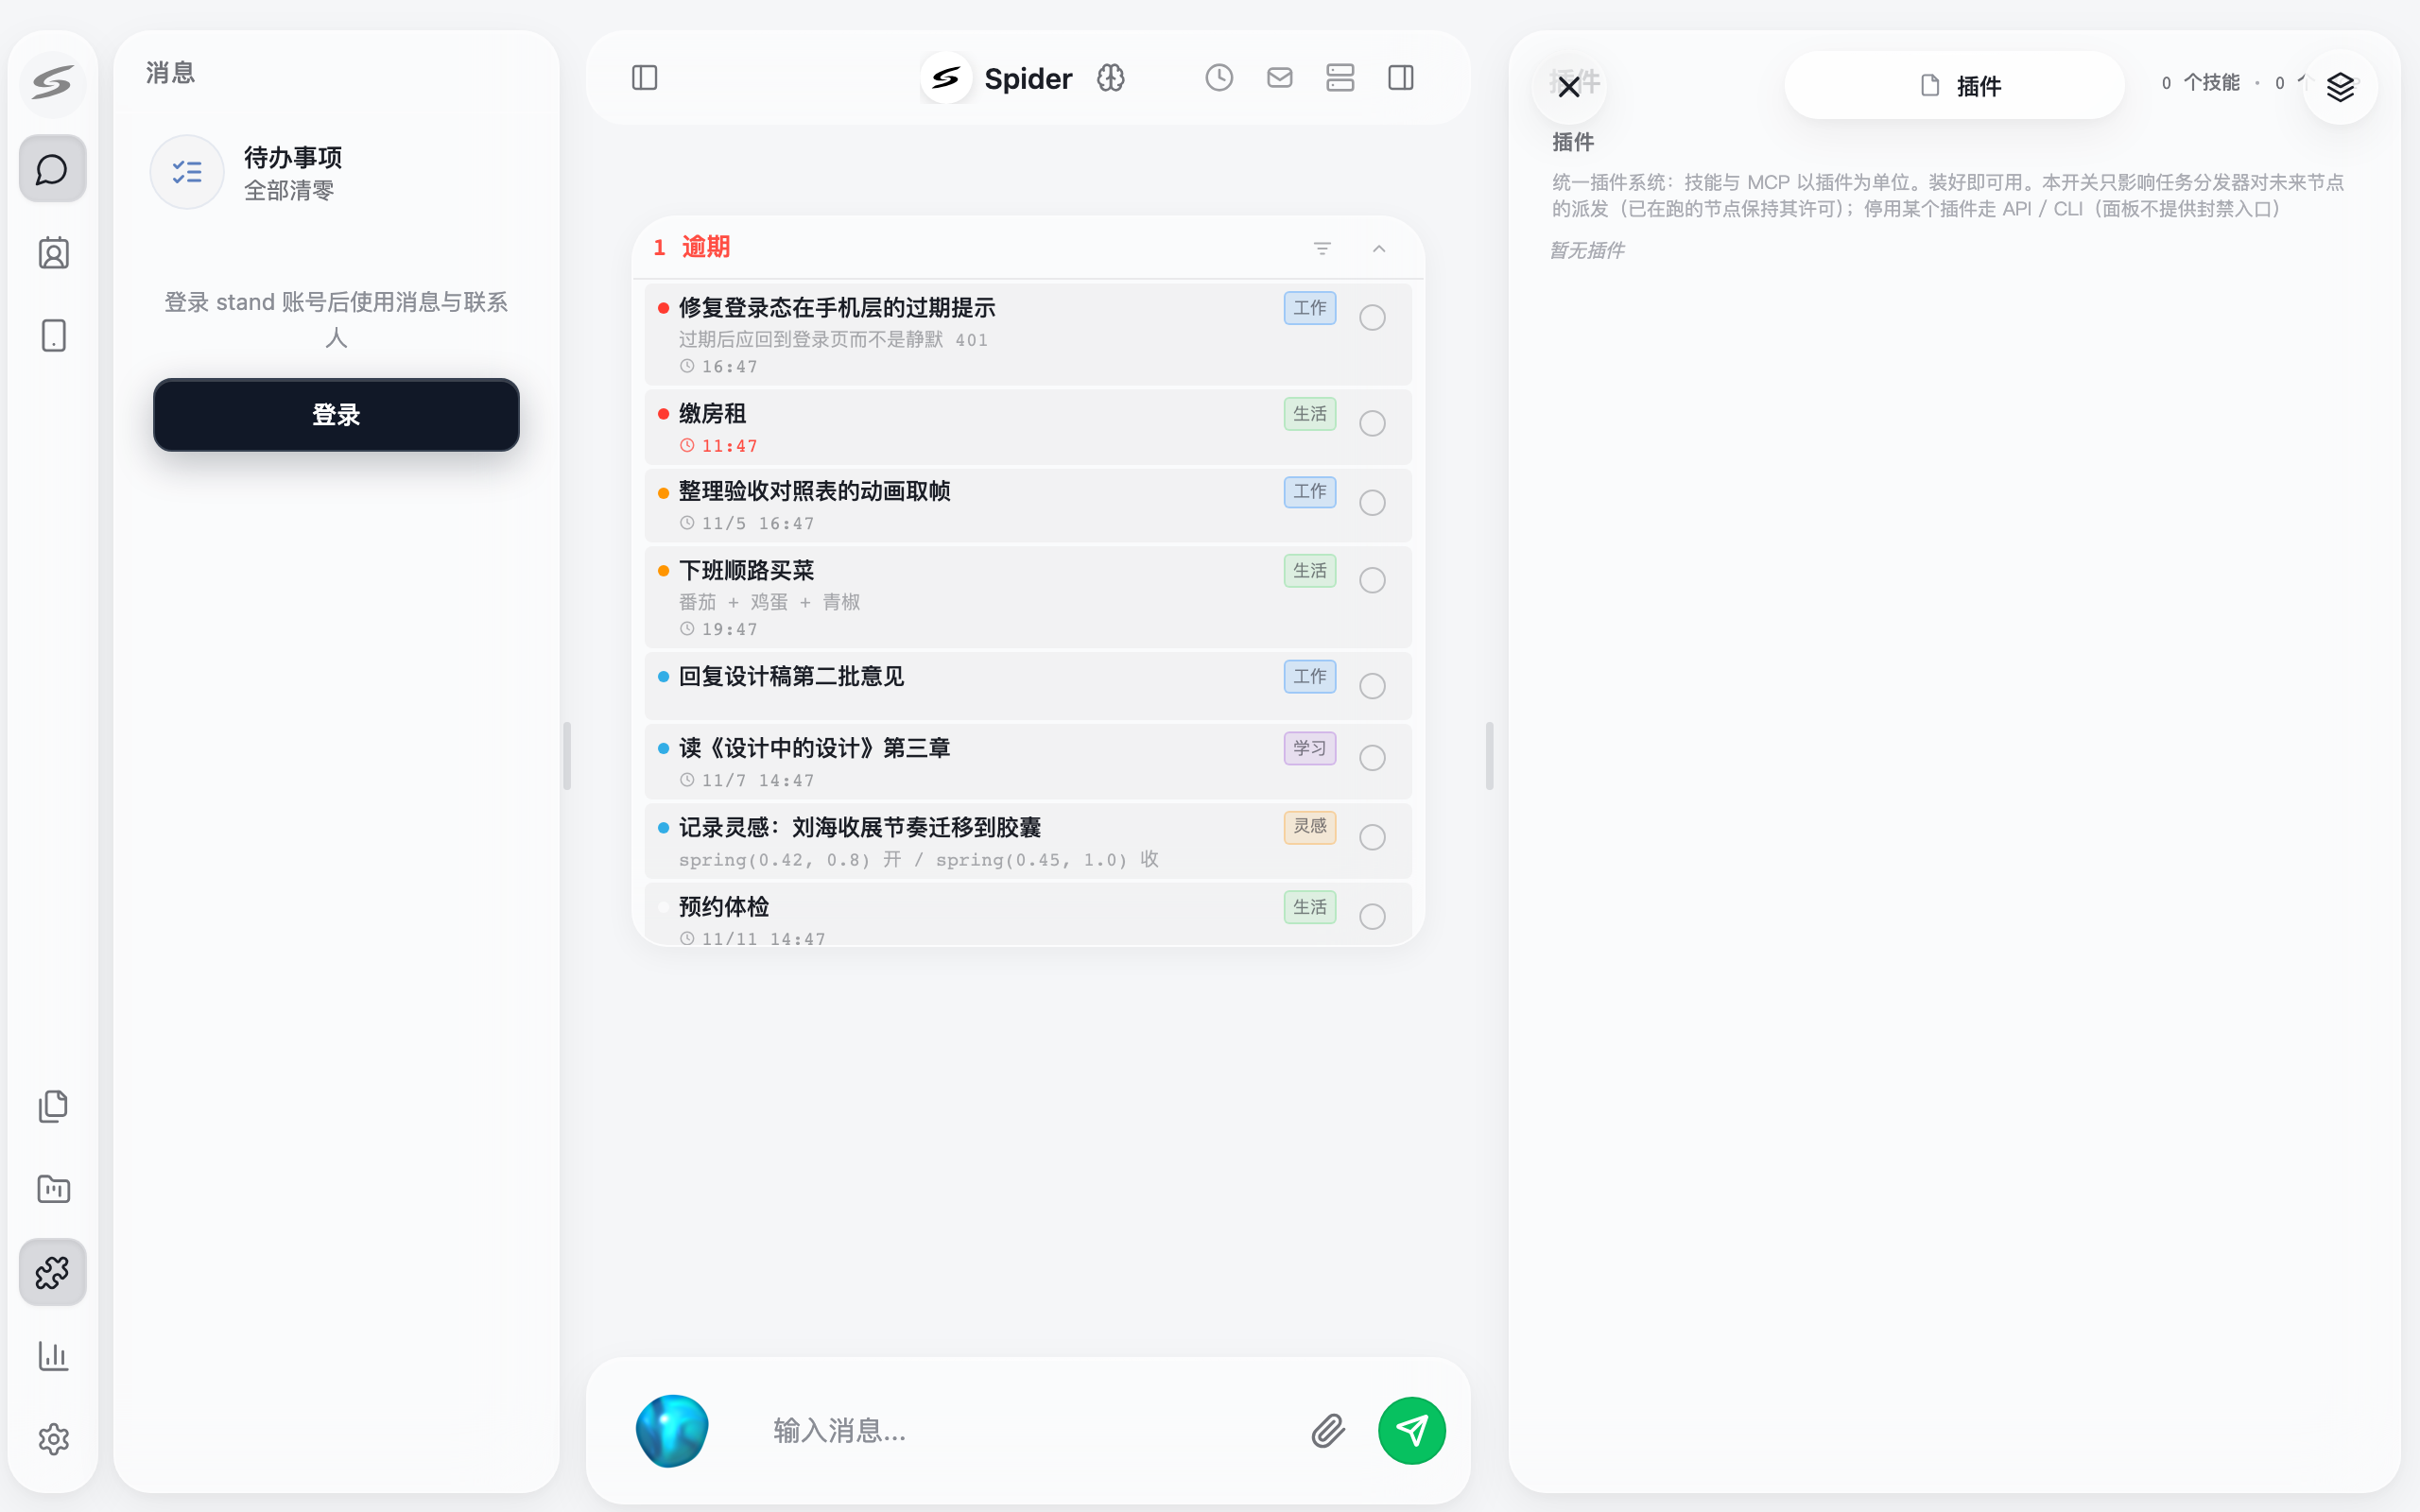 消息
待办事项
全部清零
登录 stand 账号后使用消息与联系
人
登录
Spider
1 逾期
修复登录态在手机层的过期提示
工作
过期后应回到登录页而不是静默 401
16:47
缴房租
生活
11:47
整理验收对照表的动画取帧
工作
11/5 16:47
下班顺路买菜
生活
番茄 + 鸡蛋 + 青椒
19:47
回复设计稿第二批意见
工作
读《设计中的设计》第三章
学习
11/7 14:47
记录灵感：刘海收展节奏迁移到胶囊
灵感
spring(0.42, 0.8) 开 / spring(0.45, 1.0) 收
预约体检
生活
11/11 14:47
输入消息...
插件
插件
0 个技能 · 0 个
插件
统一插件系统：技能与 MCP 以插件为单位。装好即可用。本开关只影响任务分发器对未来节点
的派发（已在跑的节点保持其许可）；停用某个插件走 API / CLI（面板不提供封禁入口）
暂无插件